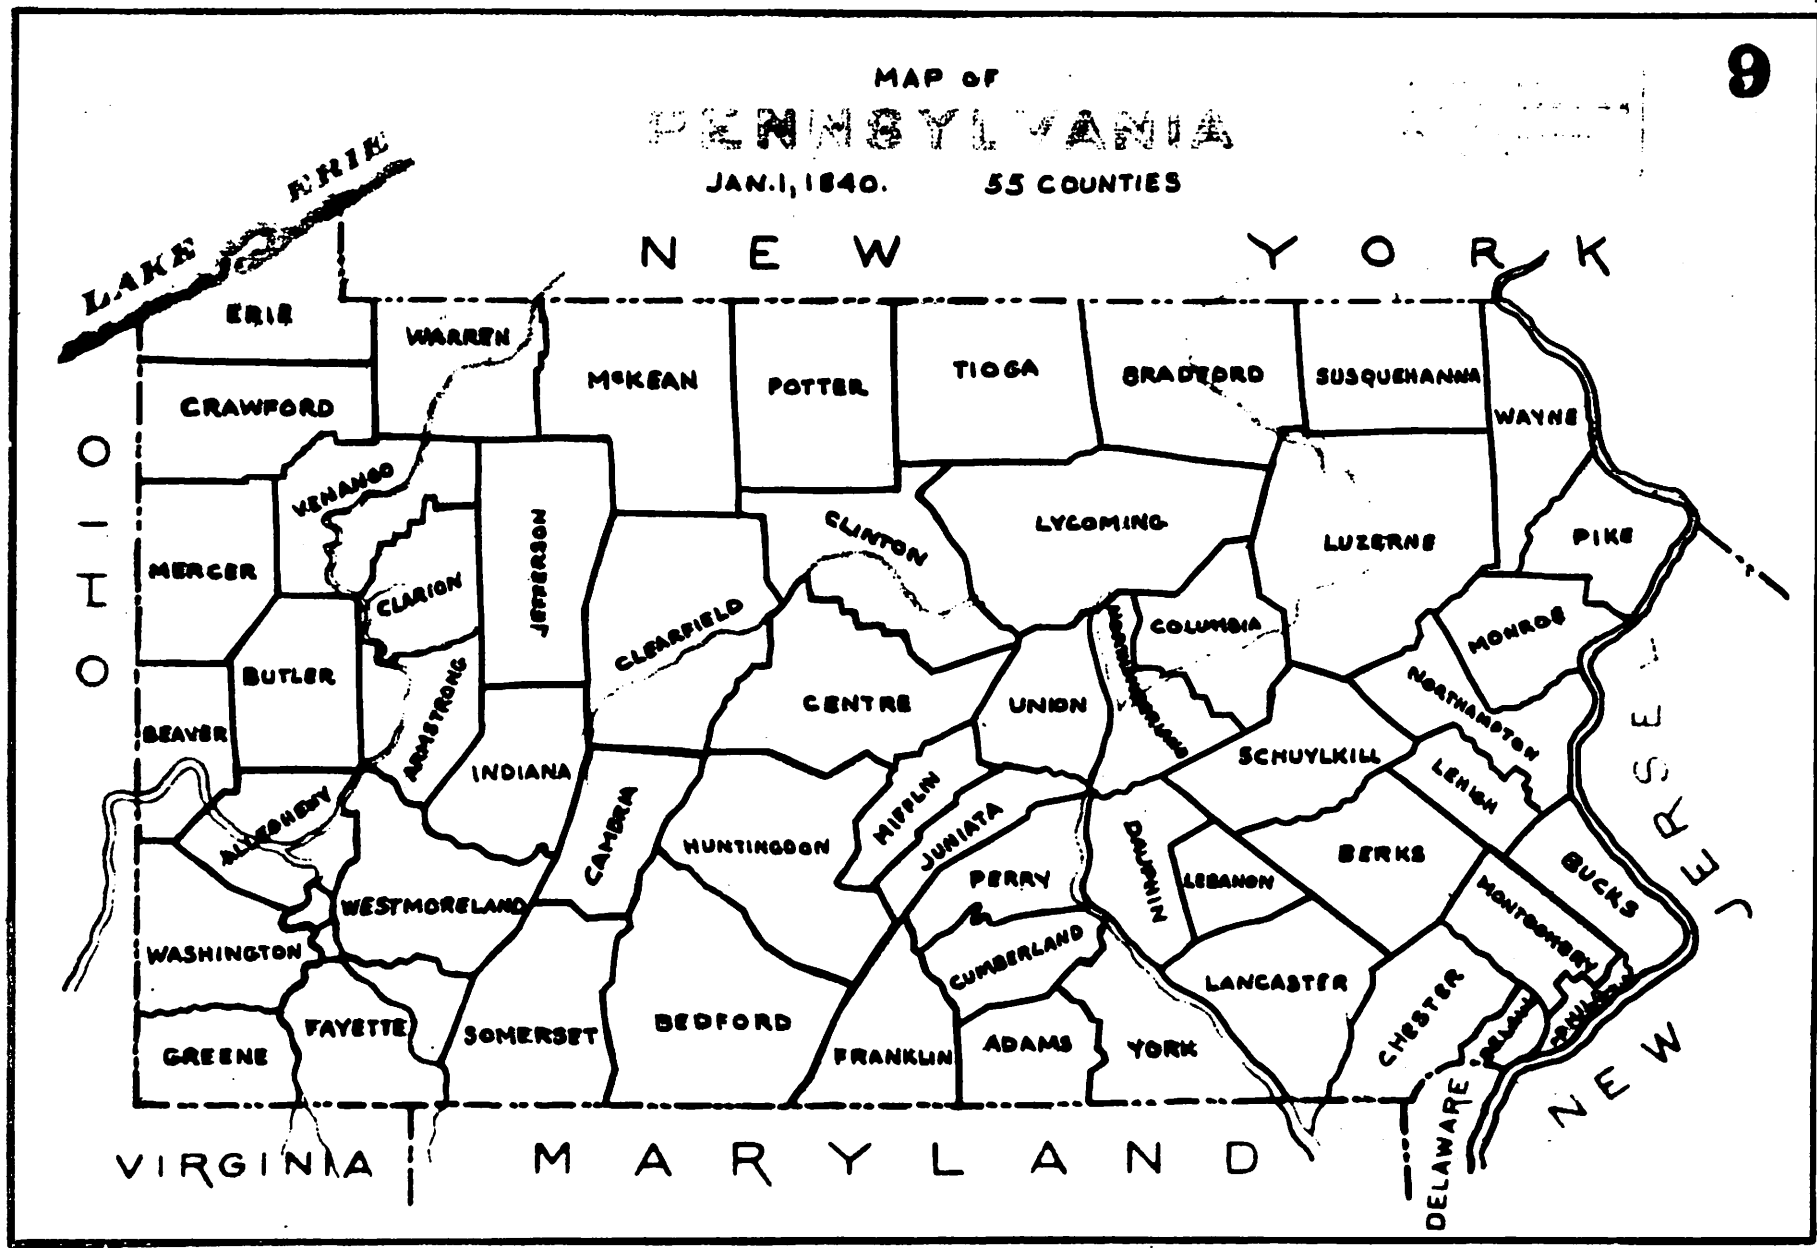 9
MAP OF
PENNSYLVANIA
JAN. 1, 1840. 55 COUNTIES
LAKE ERIE
NEW YORK
ERIE
WARREN
McKEAN
POTTER
TIOGA
BRADFORD
SUSQUEHANNA
WAYNE
CRAWFORD
VENANGO
JEFFERSON
CLINTON
LYCOMING
LUZERNE
PIKE
OHIO
MERCER
CLARION
CLEARFIELD
COLUMBIA
MONROE
BUTLER
ARMSTRONG
CENTRE
UNION
NORTHUMBERLAND
NORTHAMPTON
BEAVER
INDIANA
SCHUYLKILL
LEHIGH
ALLEGHENY
CAMBRIA
HUNTINGDON
MIFFLIN
JUNIATA
DAUPHIN
BERKS
BUCKS
WESTMORELAND
PERRY
LEBANON
MONTGOMERY
WASHINGTON
CUMBERLAND
LANCASTER
CHESTER
DELAW
PHILA
GREENE
FAYETTE
SOMERSET
BEDFORD
FRANKLIN
ADAMS
YORK
NEW JERSEY
DELAWARE
VIRGINIA
MARYLAND